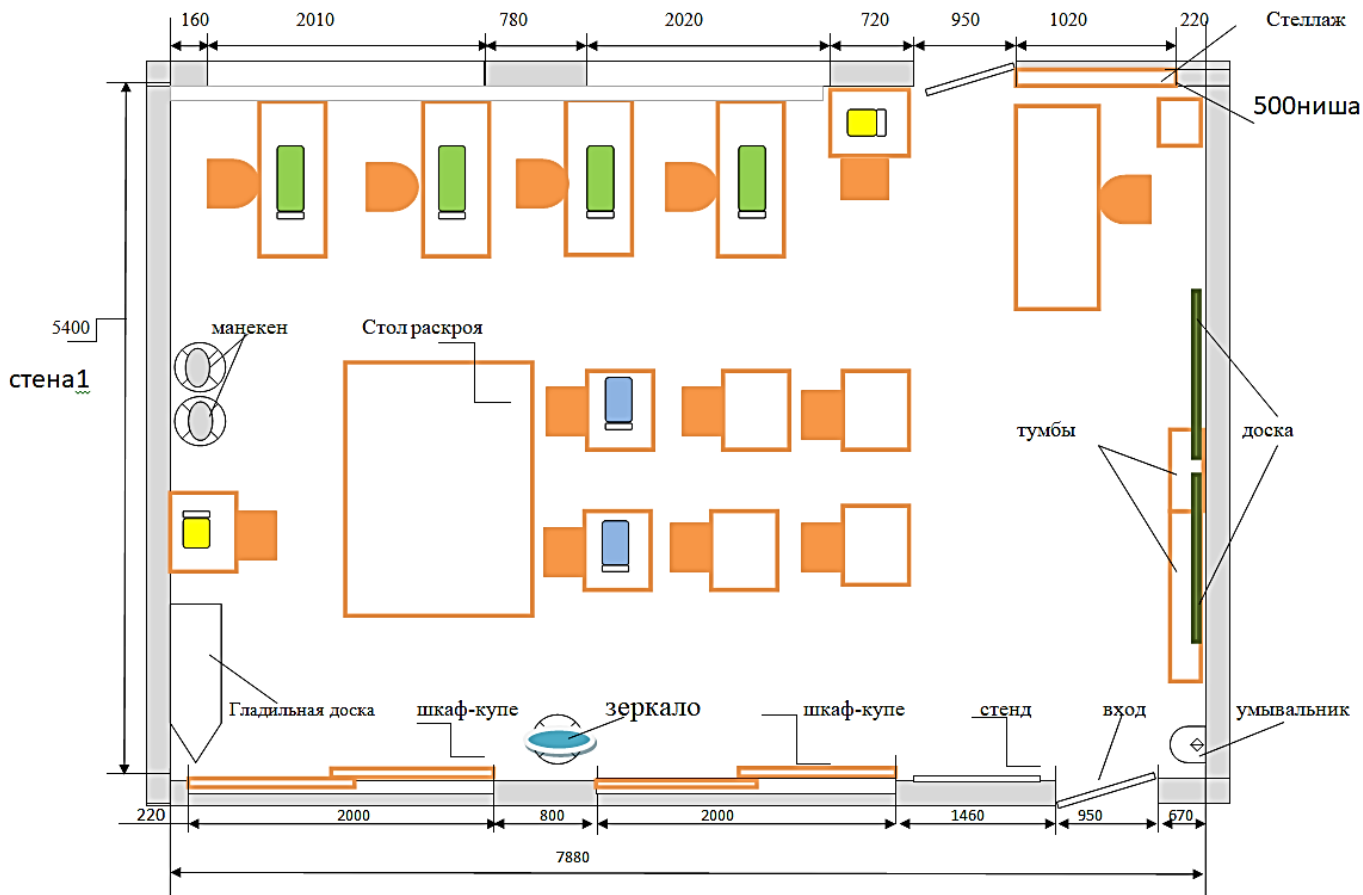 160 2010 780 2020 720 950 1020 220 Стеллаж
500ниша
5400
стена1
манекен Стол раскроя
тумбы доска
Гладильная доска шкаф-купе зеркало шкаф-купе стенд вход умывальник
220 2000 800 2000 1460 950 670
7880